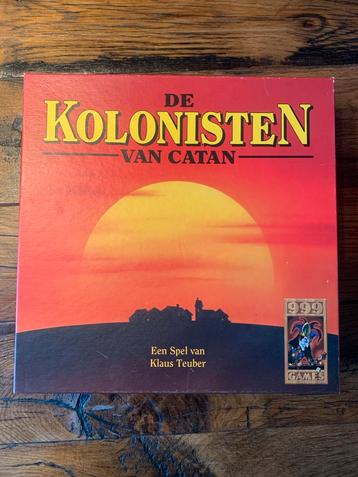 DE
KOLONISTEN
VAN CATAN
Een Spel van
Klaus Teuber
999
GAMES